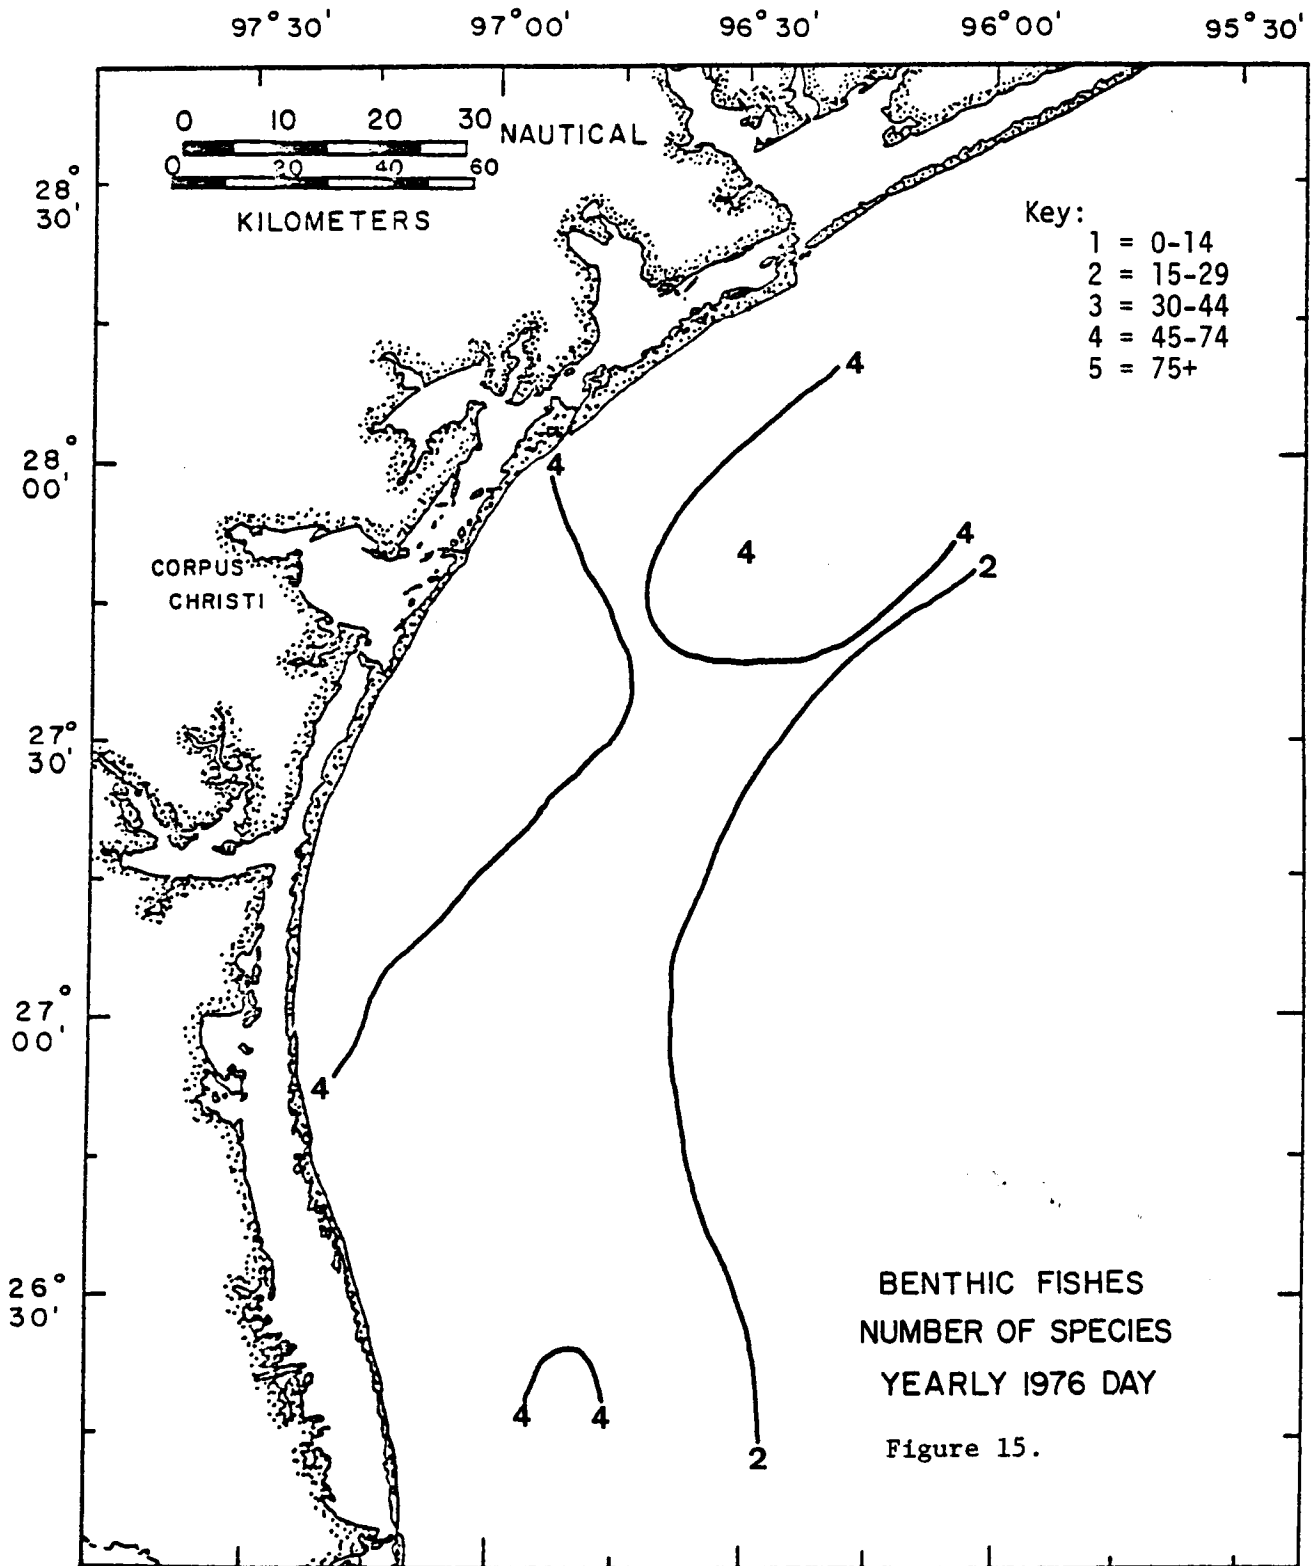 97°30' 97°00' 96°30' 96°00' 95°30'
0 10 20 30 NAUTICAL
0 20 40 60
KILOMETERS
28°
30'
Key:
1 = 0-14
2 = 15-29
3 = 30-44
4 = 45-74
5 = 75+
4
28°
00'
4
4
4
2
CORPUS
CHRISTI
27°
30'
27°
00'
4
26°
30'
BENTHIC FISHES
NUMBER OF SPECIES
YEARLY 1976 DAY
4 4
2
Figure 15.